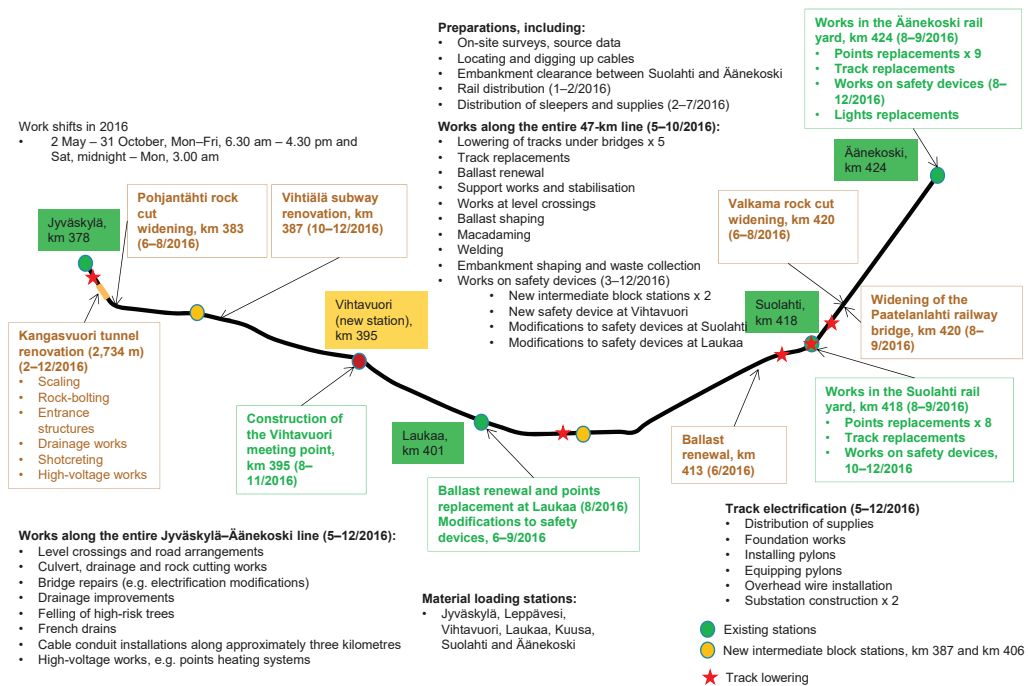 Preparations, including:
• On-site surveys, source data
• Locating and digging up cables
• Embankment clearance between Suolahti and Äänekoski
• Rail distribution (1–2/2016)
• Distribution of sleepers and supplies (2–7/2016)
Works along the entire 47-km line (5–10/2016):
• Lowering of tracks under bridges x 5
• Track replacements
• Ballast renewal
• Support works and stabilisation
• Works at level crossings
• Ballast shaping
• Macadaming
• Welding
• Embankment shaping and waste collection
• Works on safety devices (3–12/2016)
• New intermediate block stations x 2
• New safety device at Vihtavuori
• Modifications to safety devices at Suolahti
• Modifications to safety devices at Laukaa
Works in the Äänekoski rail
yard, km 424 (8–9/2016)
• Points replacements x 9
• Track replacements
• Works on safety devices (8–
12/2016)
• Lights replacements
Work shifts in 2016
• 2 May – 31 October, Mon–Fri, 6.30 am – 4.30 pm and
Sat, midnight – Mon, 3.00 am
Äänekoski,
km 424
Jyväskylä,
km 378
Pohjantähti rock
cut
widening, km 383
(6–8/2016)
Vihtiälä subway
renovation, km
387 (10–12/2016)
Valkama rock cut
widening, km 420
(6–8/2016)
Vihtavuori
(new station),
km 395
Suolahti,
km 418
Widening of the
Paatelanlahti railway
bridge, km 420 (8–
9/2016)
Kangasvuori tunnel
renovation (2,734 m)
(2–12/2016)
• Scaling
• Rock-bolting
• Entrance
structures
• Drainage works
• Shotcreting
• High-voltage works
Construction of
the Vihtavuori
meeting point,
km 395 (8–
11/2016)
Laukaa,
km 401
Ballast
renewal, km
413 (6/2016)
Works in the Suolahti rail
yard, km 418 (8–9/2016)
• Points replacements x 8
• Track replacements
• Works on safety devices,
10–12/2016
Ballast renewal and points
replacement at Laukaa (8/2016)
Modifications to safety
devices, 6–9/2016
Works along the entire Jyväskylä–Äänekoski line (5–12/2016):
• Level crossings and road arrangements
• Culvert, drainage and rock cutting works
• Bridge repairs (e.g. electrification modifications)
• Drainage improvements
• Felling of high-risk trees
• French drains
• Cable conduit installations along approximately three kilometres
• High-voltage works, e.g. points heating systems
Material loading stations:
• Jyväskylä, Leppävesi,
Vihtavuori, Laukaa, Kuusa,
Suolahti and Äänekoski
Track electrification (5–12/2016)
• Distribution of supplies
• Foundation works
• Installing pylons
• Equipping pylons
• Overhead wire installation
• Substation construction x 2
Existing stations
New intermediate block stations, km 387 and km 406
Track lowering